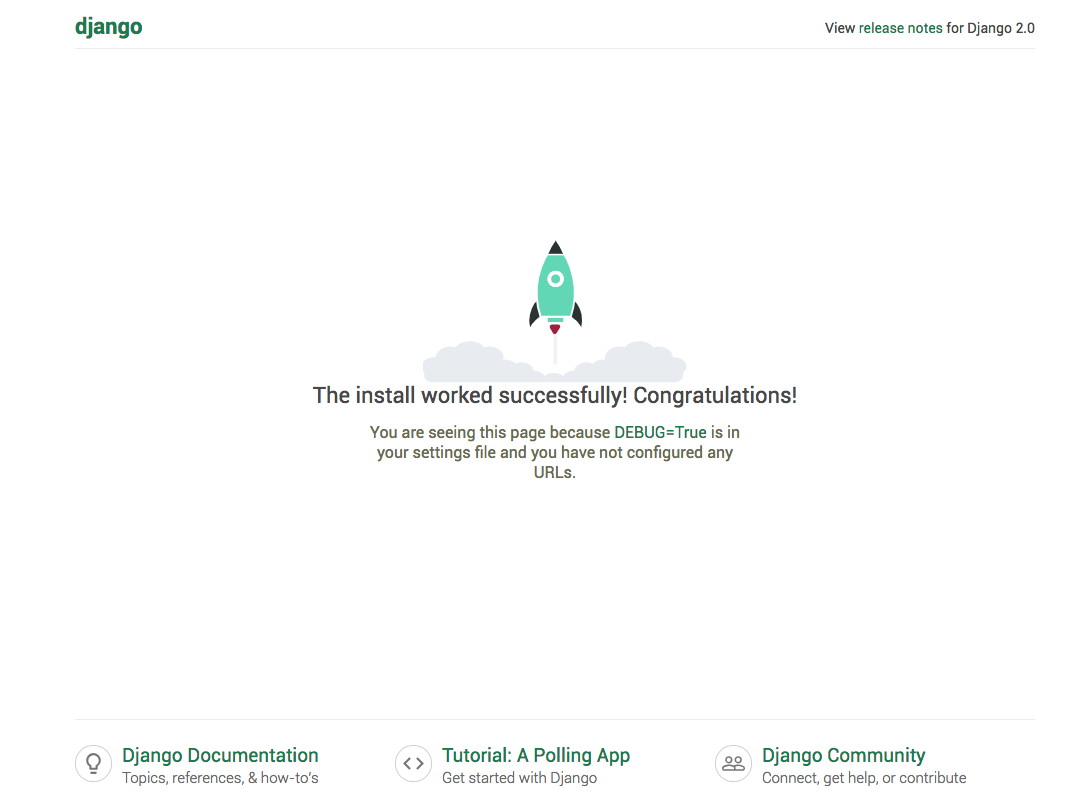 django
View release notes for Django 2.0
The install worked successfully! Congratulations!
You are seeing this page because DEBUG=True is in
your settings file and you have not configured any
URLs.
Django Documentation
Topics, references, & how-to's
Tutorial: A Polling App
Get started with Django
Django Community
Connect, get help, or contribute